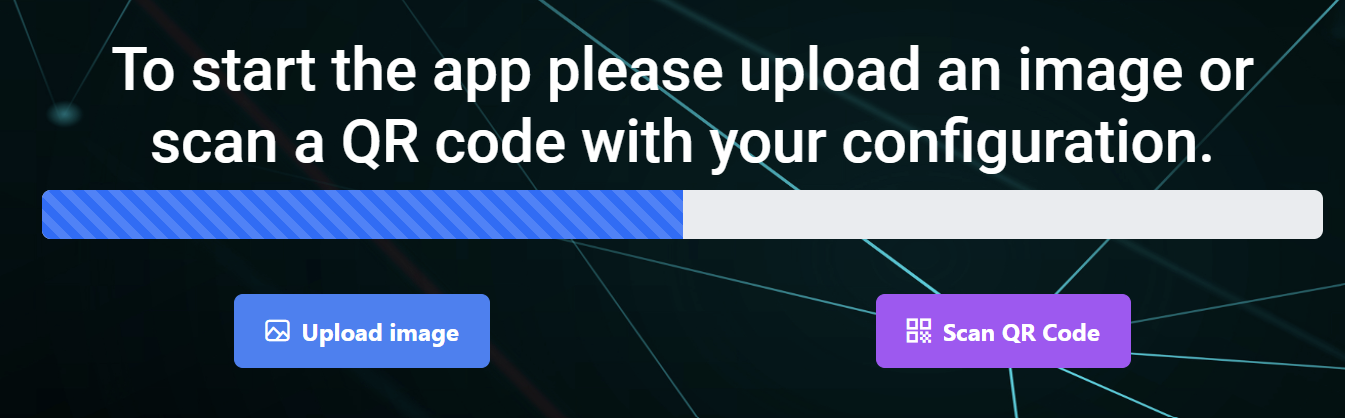 To start the app please upload an image or
scan a QR code with your configuration.
Upload image
Scan QR Code